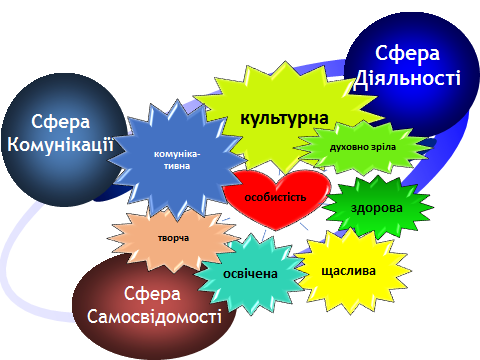 Сфера
Діяльності
Сфера
Комунікації
культурна
комуніка-
тивна
духовно зріла
особистість
здорова
творча
освічена
щаслива
Сфера
Самосвідомості